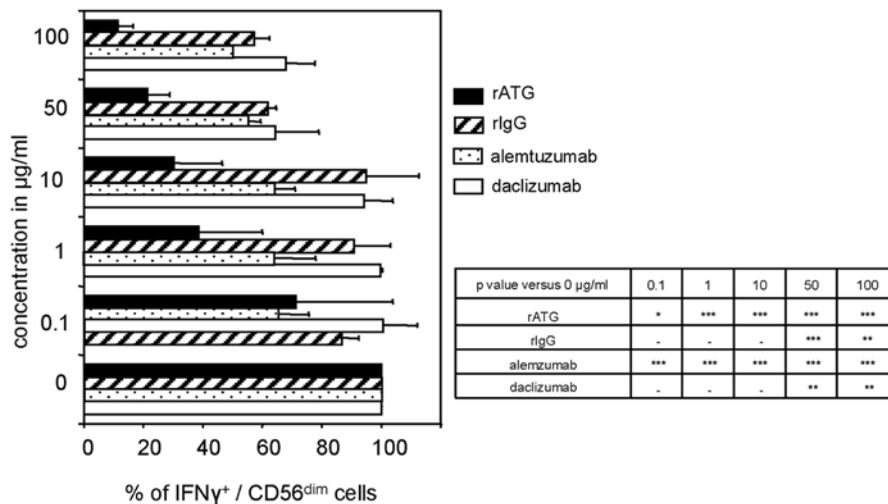 100
50
10
1
0.1
0
concentration in µg/ml
0 20 40 60 80 100
% of IFNγ⁺ / CD56ᵈⁱᵐ cells
rATG
rIgG
alemtuzumab
daclizumab
p value versus 0 µg/ml 0.1 1 10 50 100
rATG * *** *** *** ***
rIgG - - - *** **
alemzumab *** *** *** *** ***
daclizumab - - - ** **